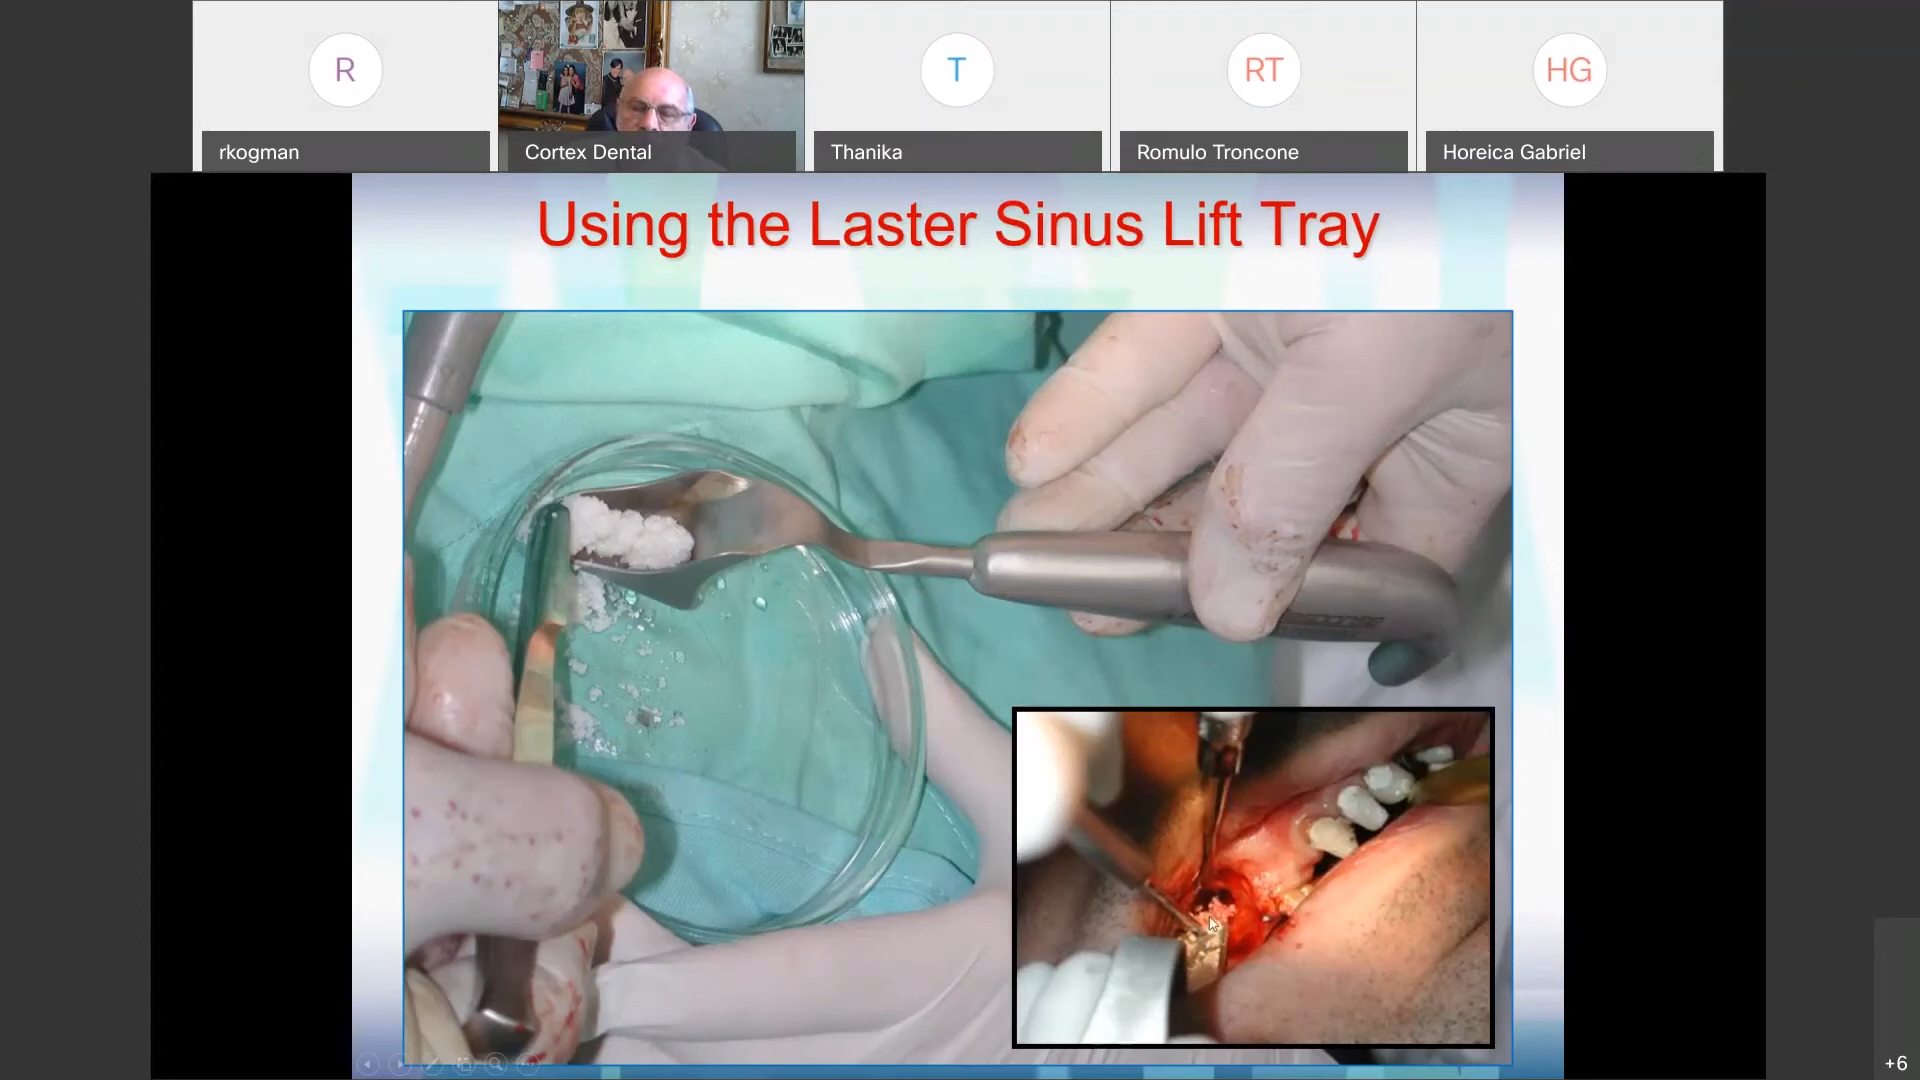 R
T
RT
HG
rkogman
Cortex Dental
Thanika
Romulo Troncone
Horeica Gabriel
Using the Laster Sinus Lift Tray
+6